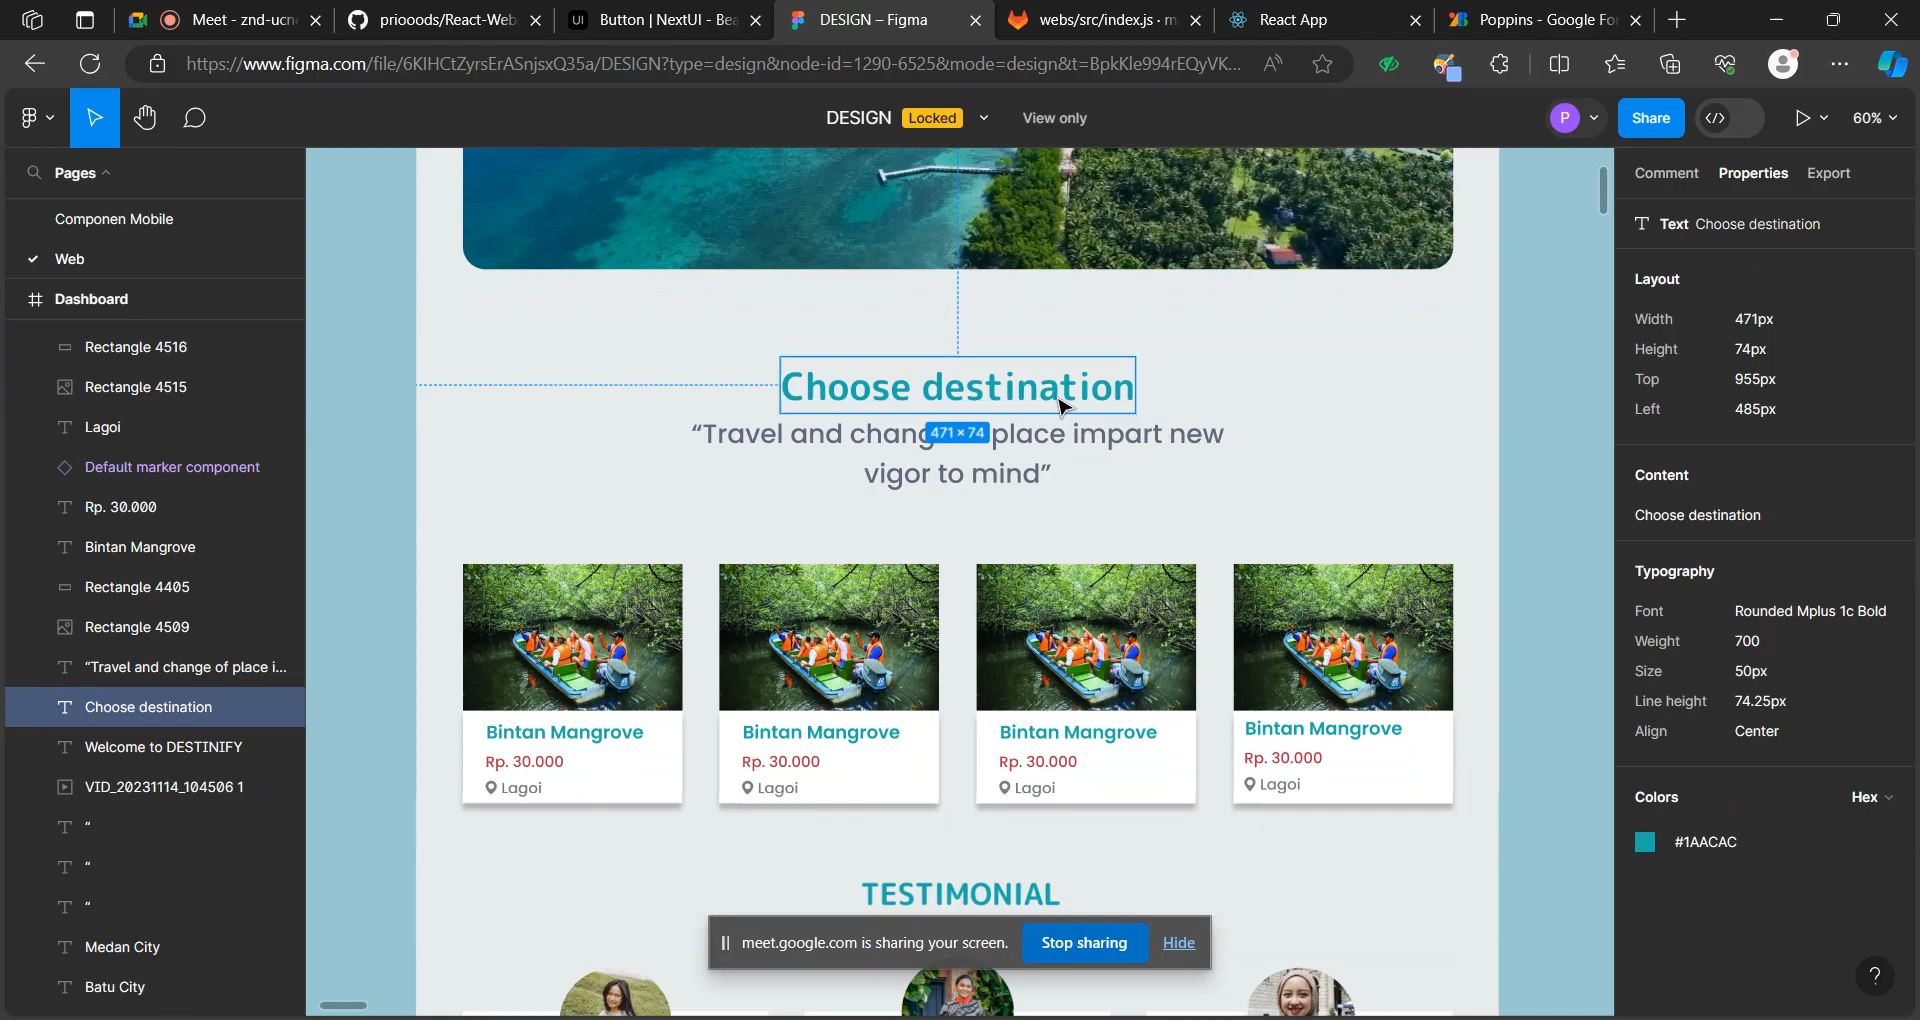 Meet - znd-ucn
priooods/React-Web
UI
Button | NextUI - Be
DESIGN – Figma
webs/src/index.js · m
React App
Poppins - Google Fo
https://www.figma.com/file/6KIHCtZyrsErASnjsxQ35a/DESIGN?type=design&node-id=1290-6525&mode=design&t=BpkKle994rEQyVK...
DESIGN
Locked
View only
P
Share
60%
Pages
Componen Mobile
Web
Dashboard
Rectangle 4516
Rectangle 4515
Lagoi
Default marker component
Rp. 30.000
Bintan Mangrove
Rectangle 4405
Rectangle 4509
“Travel and change of place i...
Choose destination
Welcome to DESTINIFY
VID_20231114_104506 1
“
“
“
Medan City
Batu City
Choose destination
“Travel and chang
471 × 74
place impart new
vigor to mind”
Bintan Mangrove
Rp. 30.000
Lagoi
Bintan Mangrove
Rp. 30.000
Lagoi
Bintan Mangrove
Rp. 30.000
Lagoi
Bintan Mangrove
Rp. 30.000
Lagoi
TESTIMONIAL
meet.google.com is sharing your screen.
Stop sharing
Hide
Comment
Properties
Export
Text Choose destination
Layout
Width 471px
Height 74px
Top 955px
Left 485px
Content
Choose destination
Typography
Font Rounded Mplus 1c Bold
Weight 700
Size 50px
Line height 74.25px
Align Center
Colors
Hex
#1AACAC
?